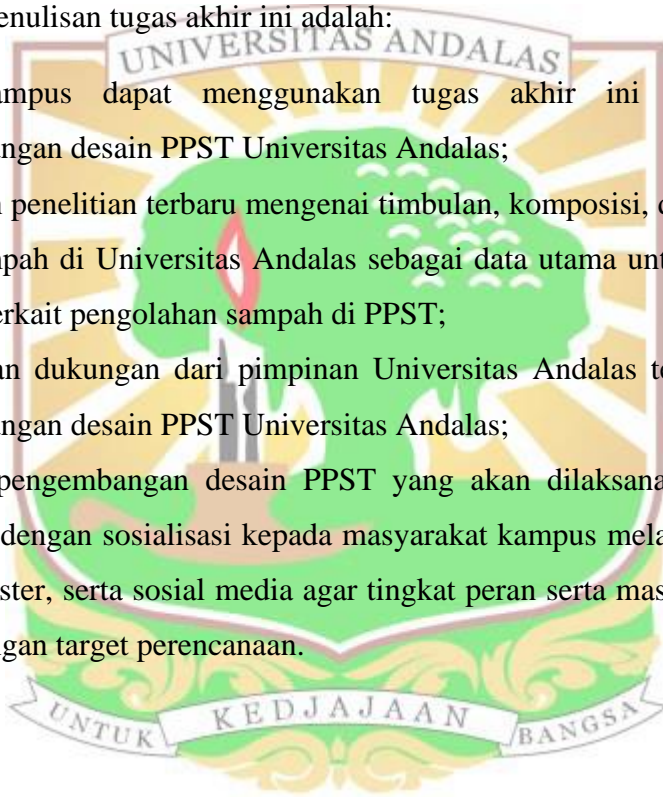 enulisan tugas akhir ini adalah:
UNIVERSITAS ANDALAS
ampus dapat menggunakan tugas akhir ini
ngan desain PPST Universitas Andalas;
n penelitian terbaru mengenai timbulan, komposisi, d
mpah di Universitas Andalas sebagai data utama unt
erkait pengolahan sampah di PPST;
an dukungan dari pimpinan Universitas Andalas te
ngan desain PPST Universitas Andalas;
pengembangan desain PPST yang akan dilaksana
dengan sosialisasi kepada masyarakat kampus mela
ster, serta sosial media agar tingkat peran serta mas
ngan target perencanaan.
UNTUK KEDJAJAAN BANGSA